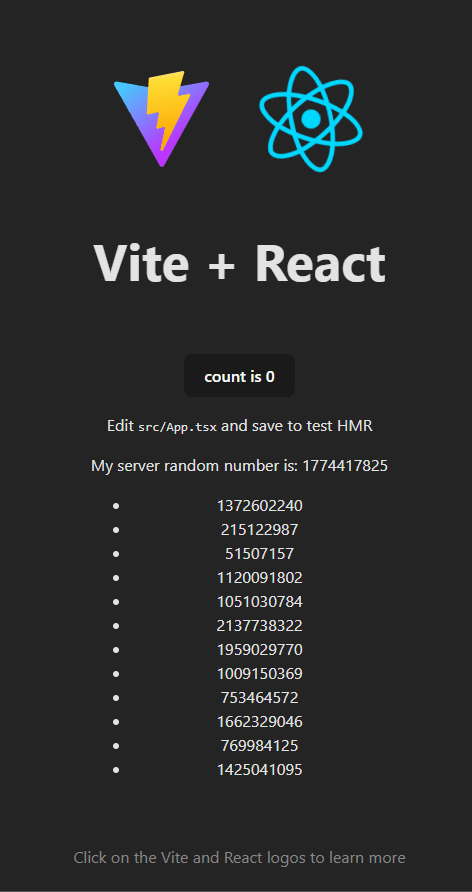 Vite + React
count is 0
Edit src/App.tsx and save to test HMR
My server random number is: 1774417825
1372602240
215122987
51507157
1120091802
1051030784
2137738322
1959029770
1009150369
753464572
1662329046
769984125
1425041095
Click on the Vite and React logos to learn more